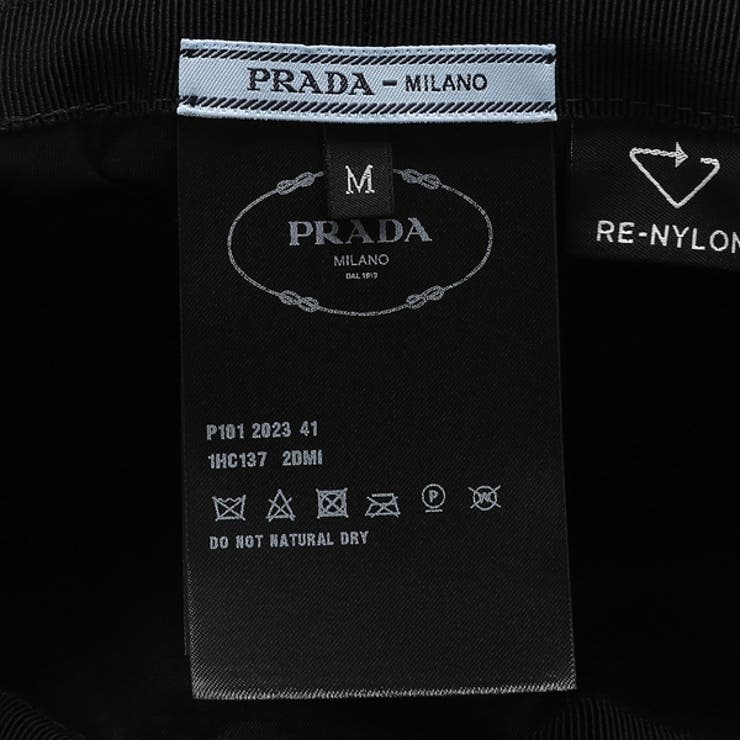 PRADA - MILANO
M
PRADA
MILANO
DAL 1913
RE-NYLON
P101 2023 41
1HC137 2DMI
P
W
DO NOT NATURAL DRY